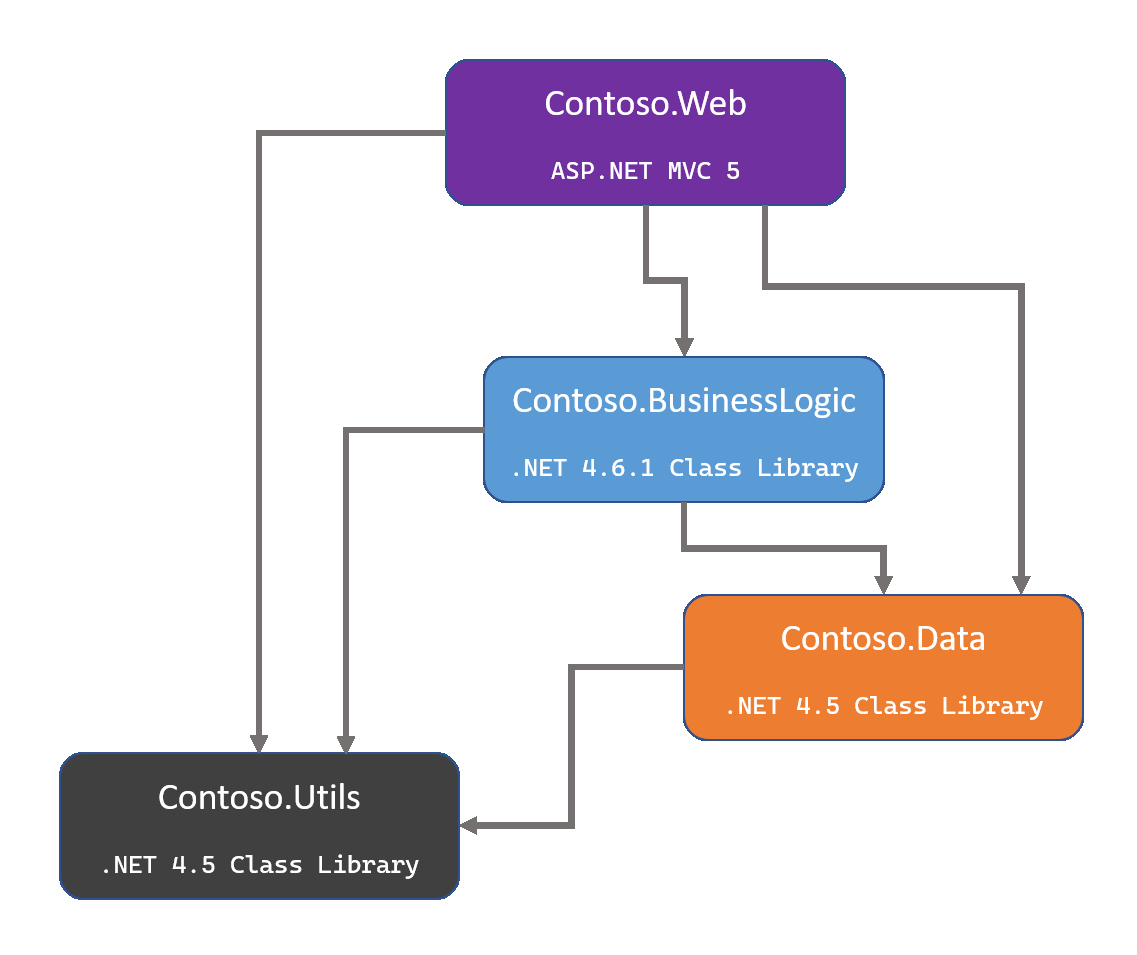 Contoso.Web
ASP.NET MVC 5
Contoso.BusinessLogic
.NET 4.6.1 Class Library
Contoso.Data
.NET 4.5 Class Library
Contoso.Utils
.NET 4.5 Class Library